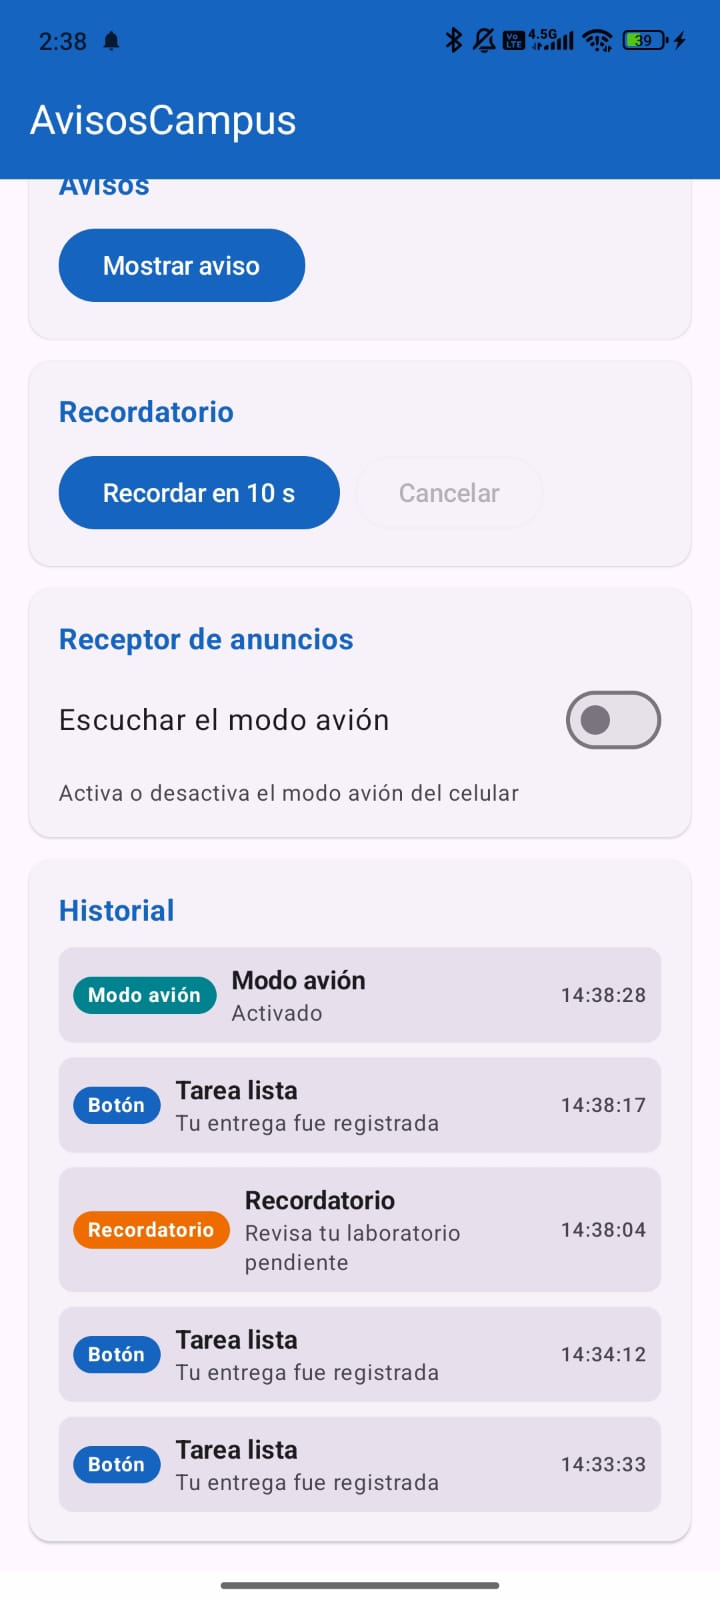 2:38
Vo LTE 4.5G 39
AvisosCampus
Avisos
Mostrar aviso
Recordatorio
Recordar en 10 s Cancelar
Receptor de anuncios
Escuchar el modo avión
Activa o desactiva el modo avión del celular
Historial
Modo avión
Modo avión
Activado
14:38:28
Botón
Tarea lista
Tu entrega fue registrada
14:38:17
Recordatorio
Recordatorio
Revisa tu laboratorio
pendiente
14:38:04
Botón
Tarea lista
Tu entrega fue registrada
14:34:12
Botón
Tarea lista
Tu entrega fue registrada
14:33:33